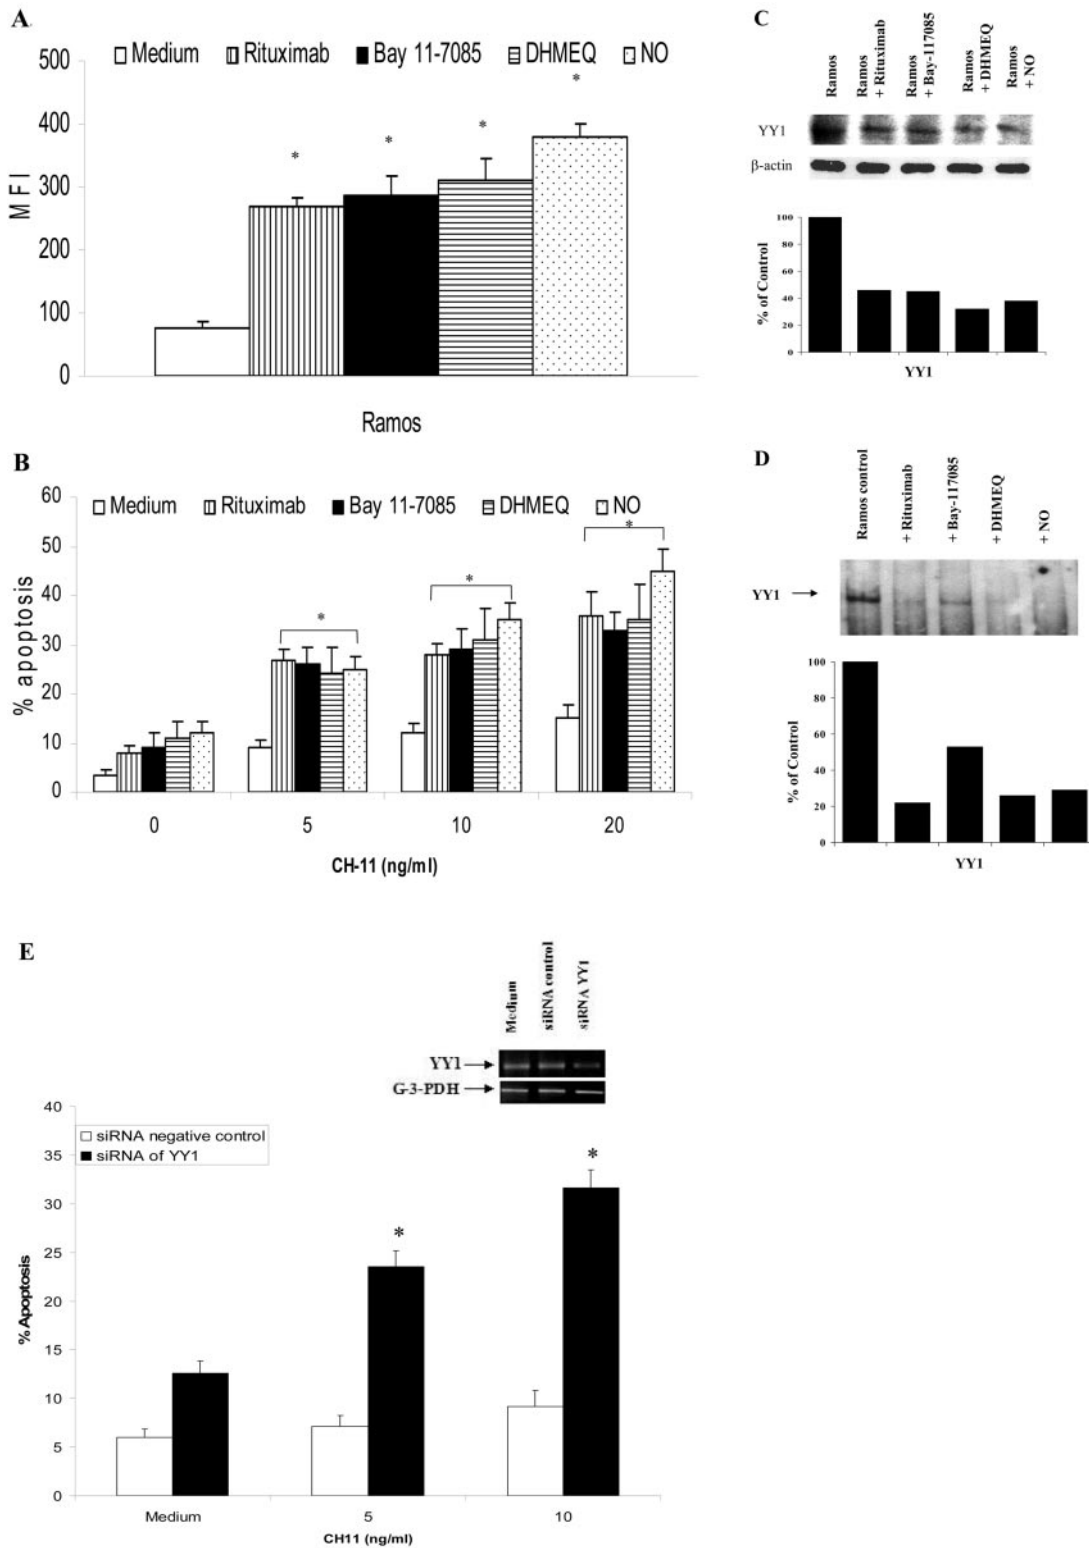 A
Medium Rituximab Bay 11-7085 DHMEQ NO
500
400
300
200
100
0
MFI
* * * *
Ramos
B
Medium Rituximab Bay 11-7085 DHMEQ NO
60
50
40
30
20
10
0
% apoptosis
* * *
0 5 10 20
CH-11 (ng/ml)
C
Ramos
Ramos + Rituximab
Ramos + Bay-117085
Ramos + DHMEQ
Ramos + NO
YY1
β-actin
100
80
60
40
20
0
% of Control
YY1
D
Ramos control
+ Rituximab
+ Bay-117085
+ DHMEQ
+ NO
YY1
100
80
60
40
20
0
% of Control
YY1
E
Medium
siRNA control
siRNA YY1
YY1
G-3-PDH
siRNA negative control
siRNA of YY1
40
35
30
25
20
15
10
5
0
% Apoptosis
* *
Medium 5 10
CH11 (ng/ml)